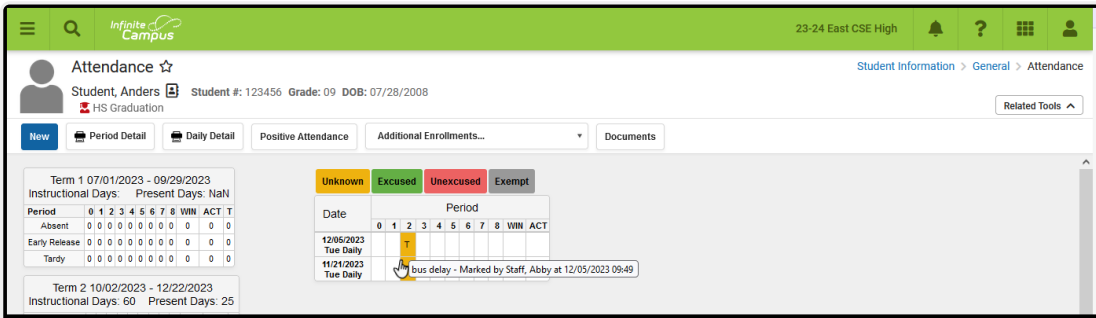 Infinite Campus
23-24 East CSE High
?
Attendance
Student Information > General > Attendance
Student, Anders Student #: 123456 Grade: 09 DOB: 07/28/2008
HS Graduation
Related Tools
New Period Detail Daily Detail Positive Attendance Additional Enrollments... Documents
Term 1 07/01/2023 - 09/29/2023
Instructional Days: Present Days: NaN
Period 0 1 2 3 4 5 6 7 8 WIN ACT T
Absent 0 0 0 0 0 0 0 0 0 0 0 0
Early Release 0 0 0 0 0 0 0 0 0 0 0 0
Tardy 0 0 0 0 0 0 0 0 0 0 0 0
Term 2 10/02/2023 - 12/22/2023
Instructional Days: 60 Present Days: 25
Unknown Excused Unexcused Exempt
Date Period
0 1 2 3 4 5 6 7 8 WIN ACT
12/05/2023
Tue Daily T
11/21/2023
Tue Daily
bus delay - Marked by Staff, Abby at 12/05/2023 09:49